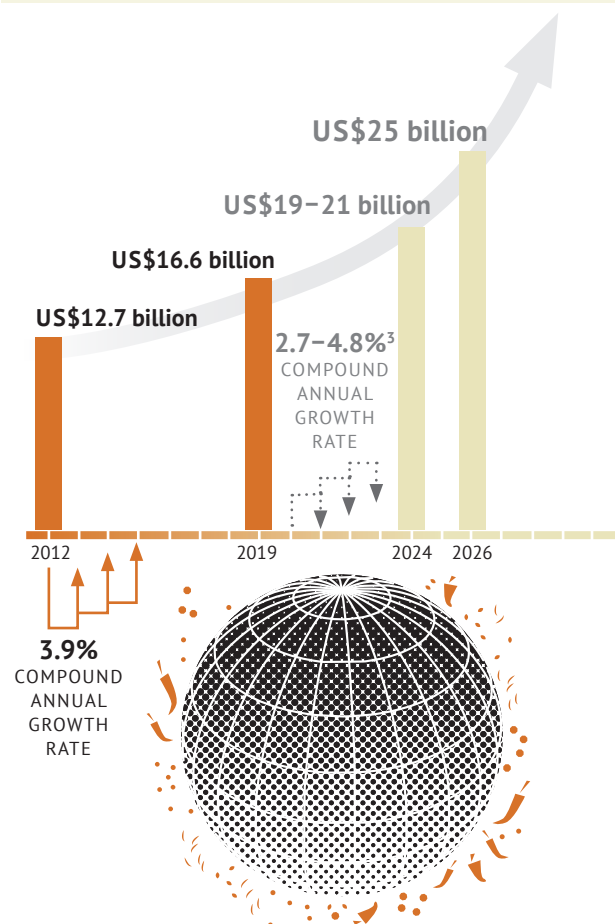 US$25 billion
US$19–21 billion
US$16.6 billion
US$12.7 billion
2.7–4.8%³
COMPOUND
ANNUAL
GROWTH
RATE
2012
2019
2024
2026
3.9%
COMPOUND
ANNUAL
GROWTH
RATE